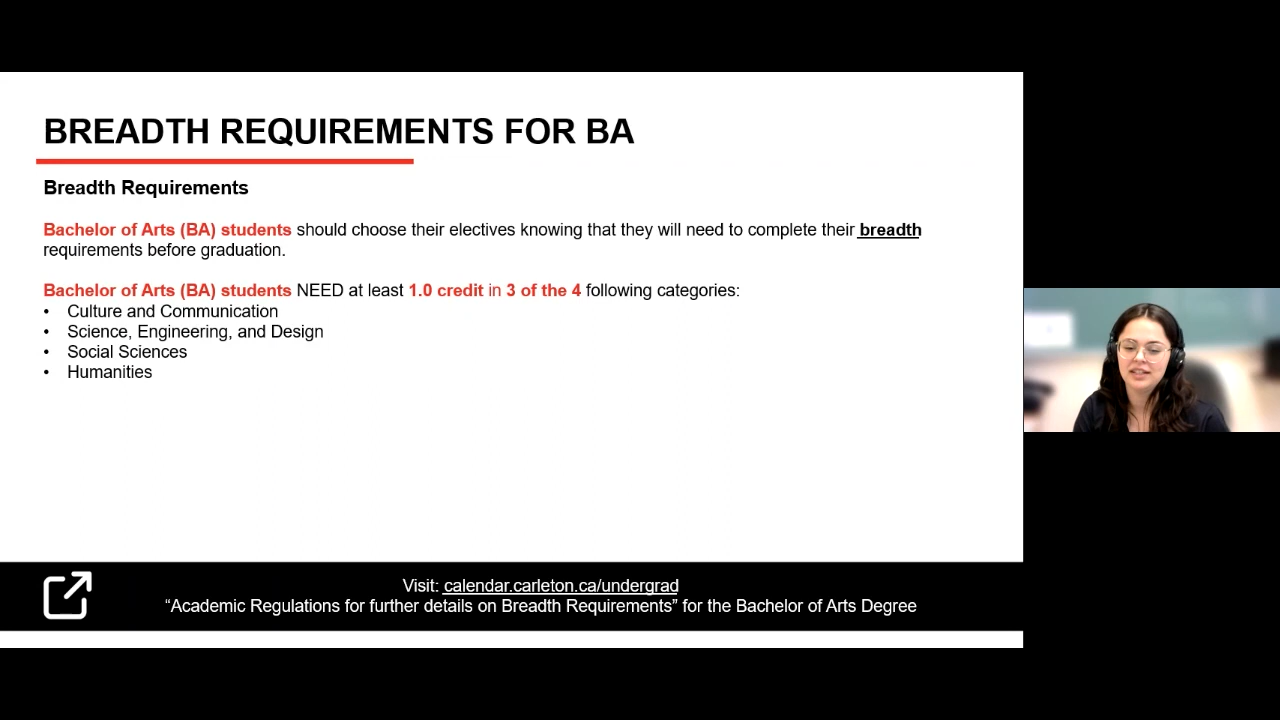 BREADTH REQUIREMENTS FOR BA
Breadth Requirements
Bachelor of Arts (BA) students should choose their electives knowing that they will need to complete their breadth
requirements before graduation.
Bachelor of Arts (BA) students NEED at least 1.0 credit in 3 of the 4 following categories:
• Culture and Communication
• Science, Engineering, and Design
• Social Sciences
• Humanities
Visit: calendar.carleton.ca/undergrad
“Academic Regulations for further details on Breadth Requirements” for the Bachelor of Arts Degree